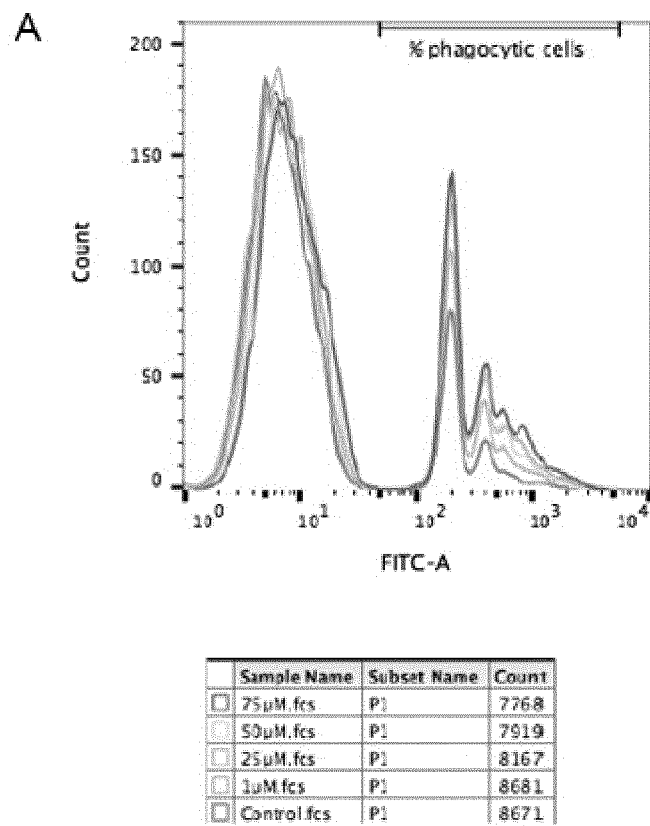 A
200
% phagocytic cells
150
Count
100
50
0
10^0 10^1 10^2 10^3 10^4
FITC-A
Sample Name Subset Name Count
75µM.fcs P1 7768
50µM.fcs P1 7919
25µM.fcs P1 8167
1µM.fcs P1 8681
Control.fcs P1 8671